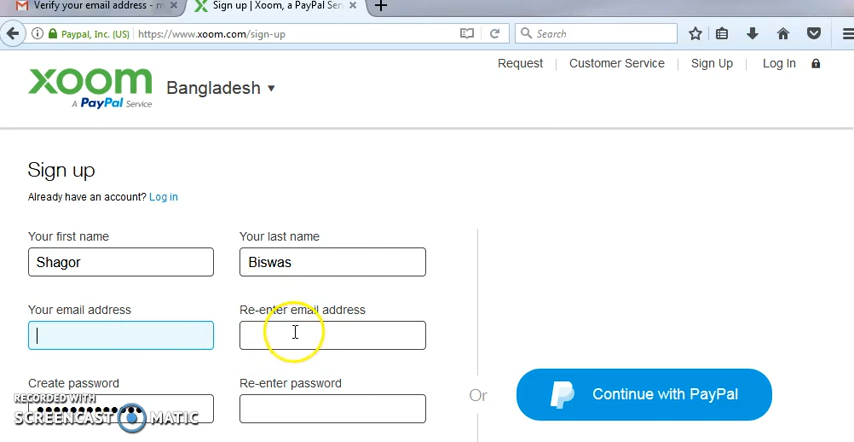 Verify your email address - m
Sign up | Xoom, a PayPal Ser
Paypal, Inc. (US)
https://www.xoom.com/sign-up
Search
Request
Customer Service
Sign Up
Log In
xoom
A PayPal Service
Bangladesh
Sign up
Already have an account? Log in
Your first name
Your last name
Shagor
Biswas
Your email address
Re-enter email address
Create password
Re-enter password
Or
Continue with PayPal
RECORDED WITH
SCREENCAST MATIC